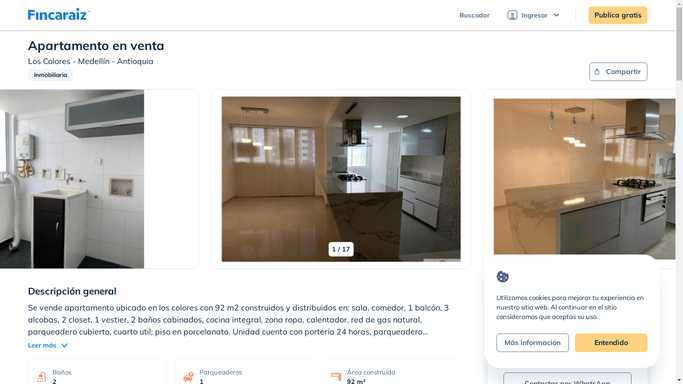 Fincaraiz
Buscador
Ingresar
Publica gratis
Apartamento en venta
Los Colores - Medellín - Antioquia
Inmobiliaria
Compartir
1 / 17
Descripción general
Se vende apartamento ubicado en los colores con 92 m2 construidos y distribuidos en: sala, comedor, 1 balcón, 3
alcobas, 2 closet, 1 vestier, 2 baños cabinados, cocina integral, zona ropa, calentador, red de gas natural,
parqueadero cubierto, cuarto util; piso en porcelanato. Unidad cuenta con portería 24 horas, parqueadero...
Leer más
Baños
2
Parqueaderos
1
Área construida
92 m²
Utilizamos cookies para mejorar tu experiencia en
nuestro sitio web. Al continuar en el sitio
consideramos que aceptas su uso.
Más información
Entendido
Contactar por WhatsApp